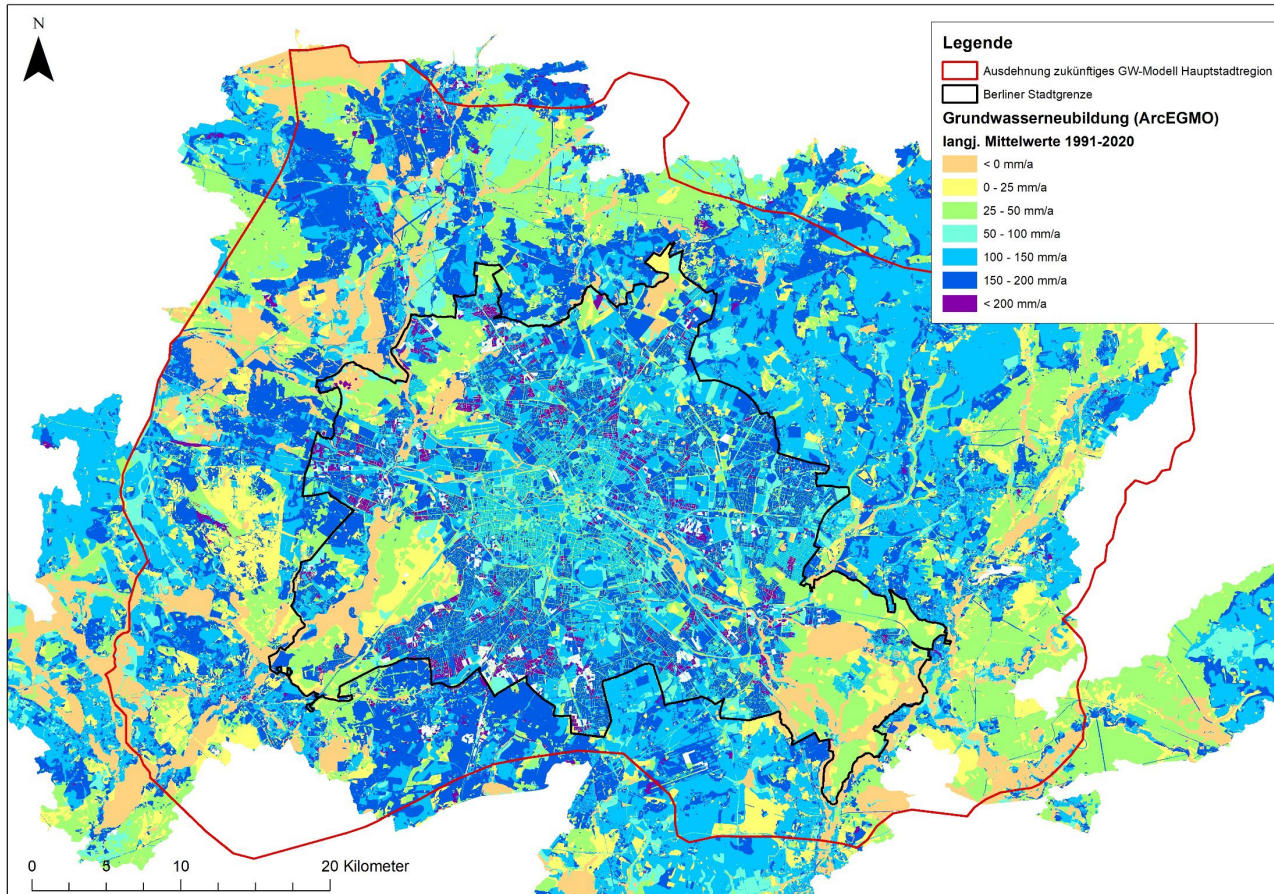 N
Legende
Ausdehnung zukünftiges GW-Modell Hauptstadtregion
Berliner Stadtgrenze
Grundwasserneubildung (ArcEGMO)
langj. Mittelwerte 1991-2020
< 0 mm/a
0 - 25 mm/a
25 - 50 mm/a
50 - 100 mm/a
100 - 150 mm/a
150 - 200 mm/a
< 200 mm/a
0 5 10 20 Kilometer